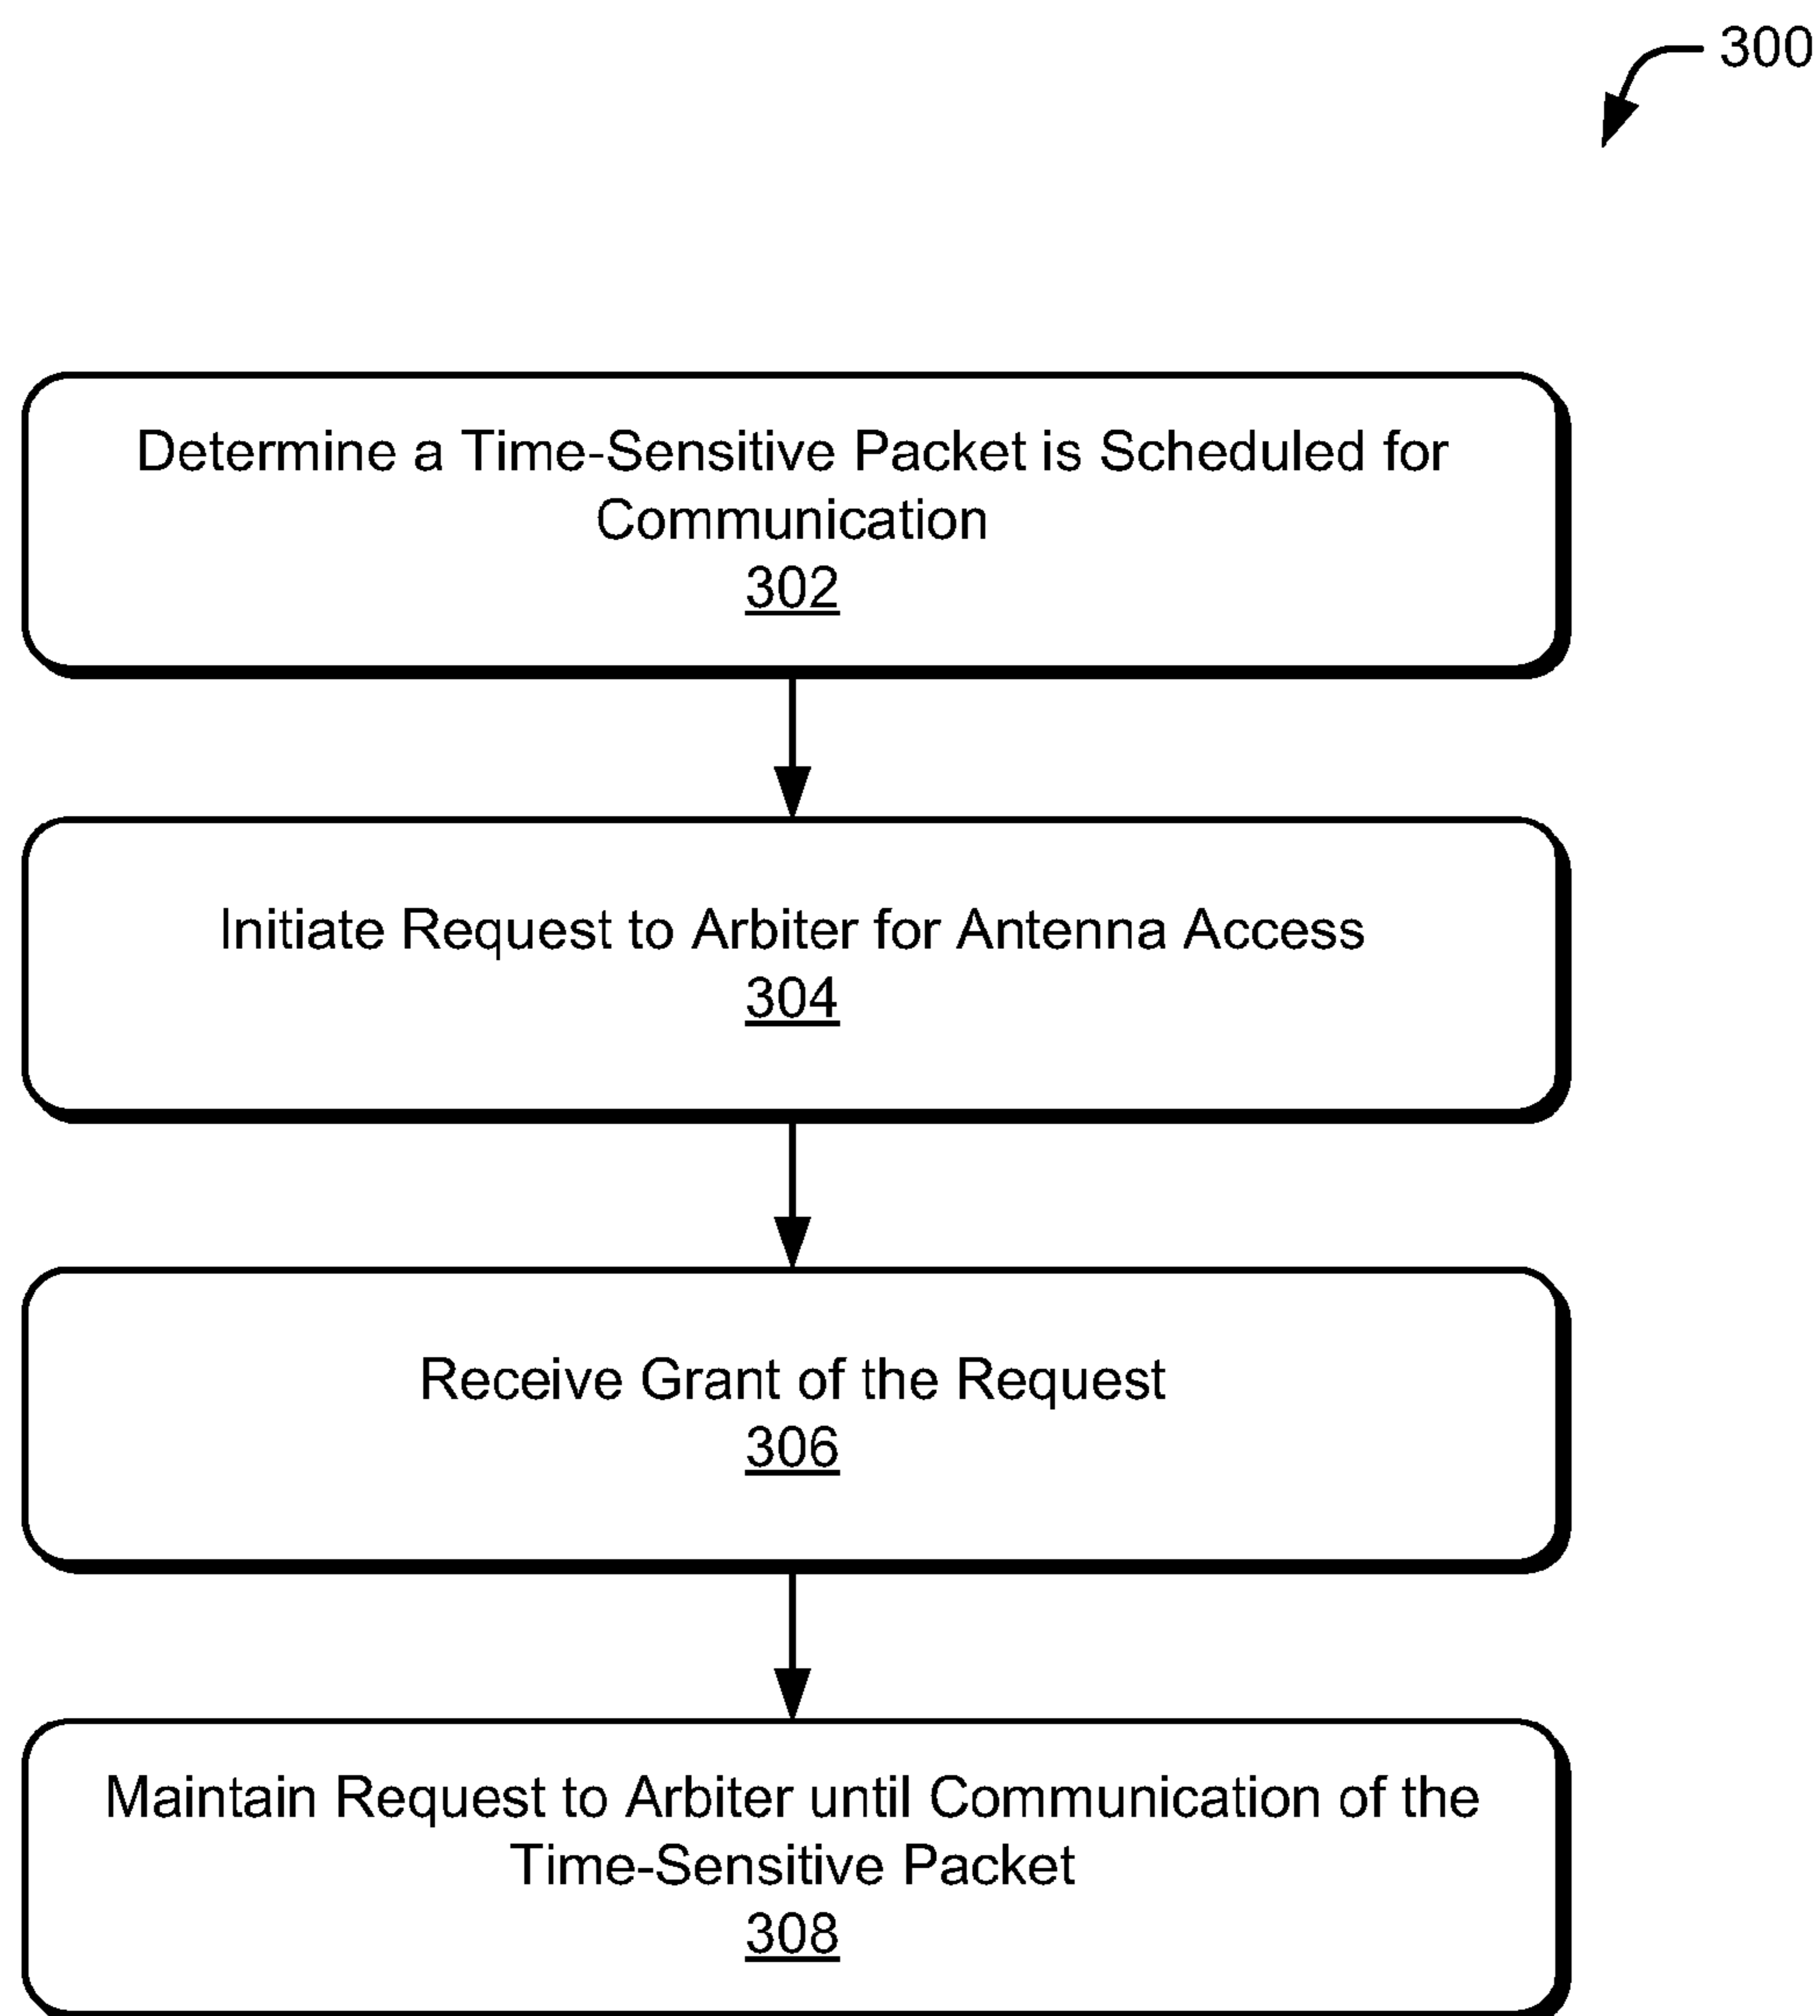 300
Determine a Time-Sensitive Packet is Scheduled for
Communication
302
Initiate Request to Arbiter for Antenna Access
304
Receive Grant of the Request
306
Maintain Request to Arbiter until Communication of the
Time-Sensitive Packet
308